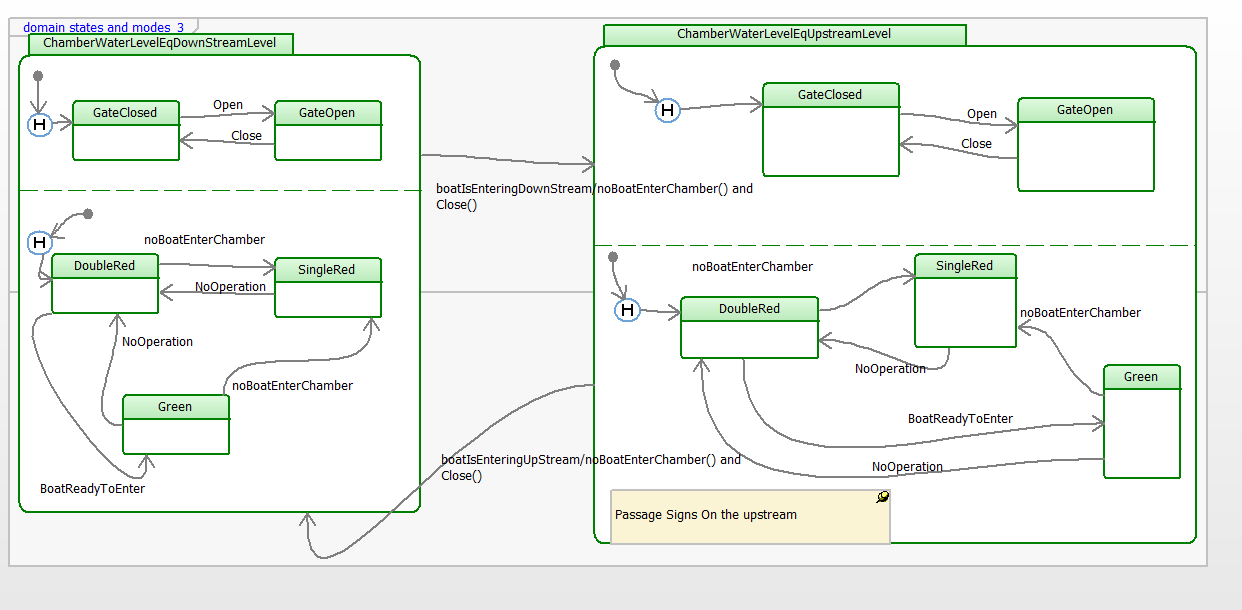 domain states and modes_3
ChamberWaterLevelEqDownStreamLevel
GateClosed
Open
GateOpen
Close
noBoatEnterChamber
H
H
DoubleRed
SingleRed
NoOperation
NoOperation
noBoatEnterChamber
Green
BoatReadyToEnter
boatIsEnteringDownStream/noBoatEnterChamber() and
Close()
boatIsEnteringUpStream/noBoatEnterChamber() and
Close()
ChamberWaterLevelEqUpstreamLevel
H
GateClosed
Open
GateOpen
Close
noBoatEnterChamber
SingleRed
H
DoubleRed
noBoatEnterChamber
NoOperation
Green
BoatReadyToEnter
NoOperation
Passage Signs On the upstream